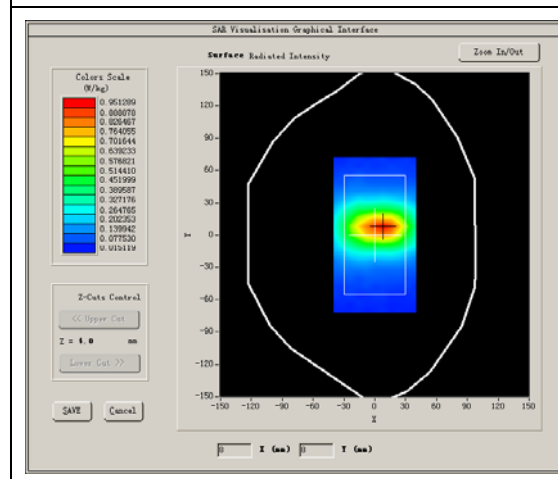 SAR Visualisation Graphical Interface
Surface Radiated Intensity
Zoom In/Out
Colors Scale
(W/kg)
0.951289
0.888878
0.826467
0.764055
0.701644
0.639233
0.576821
0.514410
0.451999
0.389587
0.327176
0.264765
0.202353
0.139942
0.077530
0.015119
Z-Cuts Control
<< Upper Cut
Z = 4.0 mm
Lower Cut >>
SAVE Cancel
150
120
90
60
30
0
-30
-60
-90
-120
-150
Y
-150 -120 -90 -60 -30 0 30 60 90 120 150
X
0 X (mm) 0 Y (mm)